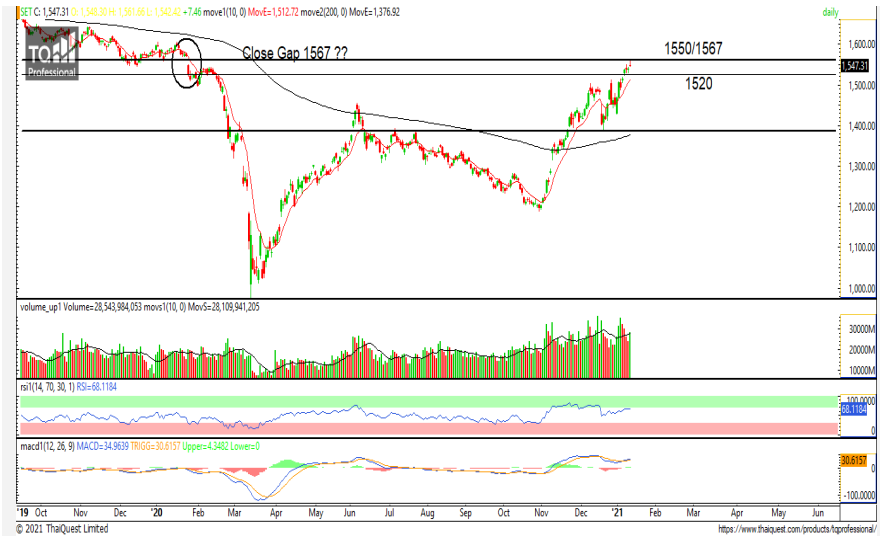 SET C: 1,547.31 O: 1,548.50 H: 1,561.66 L: 1,542.42 +7.46 move1(10, 0) MovE=1,512.72 move2(200, 0) MovE=1,376.92 daily
TQ
Professional
Close Gap 1567 ??
1550/1567
1520
1,600.00
1,547.31
1,500.00
1,400.00
1,300.00
1,200.00
1,100.00
1,000.00
volume_up1 Volume=28,543,984,053 movs1(10, 0) MovS=28,109,941,205
30000M
20000M
10000M
rsi1(14, 70, 30, 1) RSI=68.1184
100.0000
68.1184
0
macd1(12, 26, 9) MACD=34.9639 TRIGG=30.6157 Upper=4.3482 Lower=0
30.6157
0
-100.0000
'19 Oct Nov Dec '20 Feb Mar Apr May Jun Jul Aug Sep Oct Nov Dec '21 Feb Mar Apr May Jun
© 2021 ThaiQuest Limited https://www.thaiquest.com/products/tqprofessional/